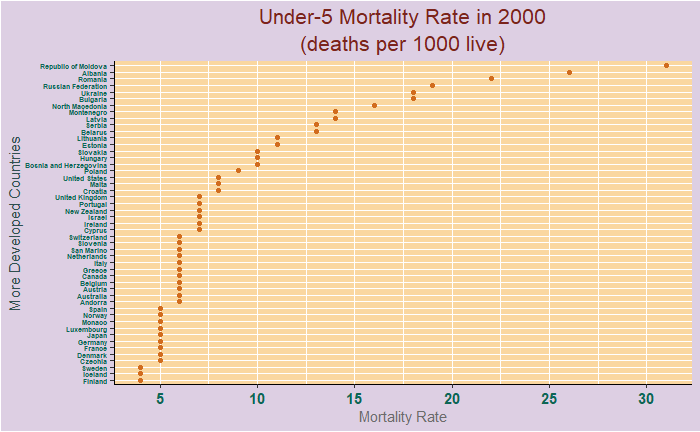 Under-5 Mortality Rate in 2000
(deaths per 1000 live)
More Developed Countries
Republic of Moldova
Albania
Romania
Russian Federation
Ukraine
Bulgaria
North Macedonia
Montenegro
Latvia
Serbia
Belarus
Lithuania
Estonia
Slovakia
Hungary
Bosnia and Herzegovina
Poland
United States
Malta
Croatia
United Kingdom
Portugal
New Zealand
Israel
Ireland
Cyprus
Switzerland
Slovenia
San Marino
Netherlands
Italy
Greece
Canada
Belgium
Austria
Australia
Andorra
Spain
Norway
Monaco
Luxembourg
Japan
Germany
France
Denmark
Czechia
Sweden
Iceland
Finland
5 10 15 20 25 30
Mortality Rate